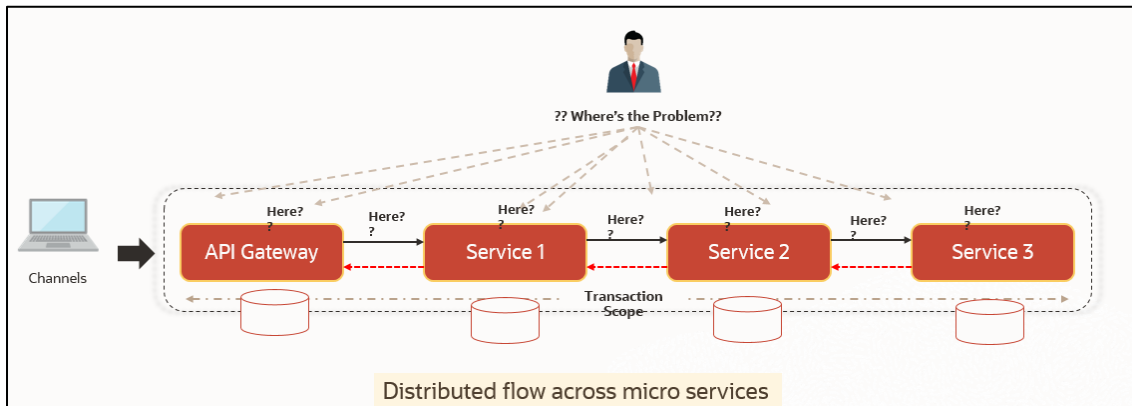 ?? Where's the Problem??
Here?
?
Here?
?
Here?
?
Here?
?
Here?
?
Here?
?
Here?
?
API Gateway
Service 1
Service 2
Service 3
Channels
Transaction
Scope
Distributed flow across micro services